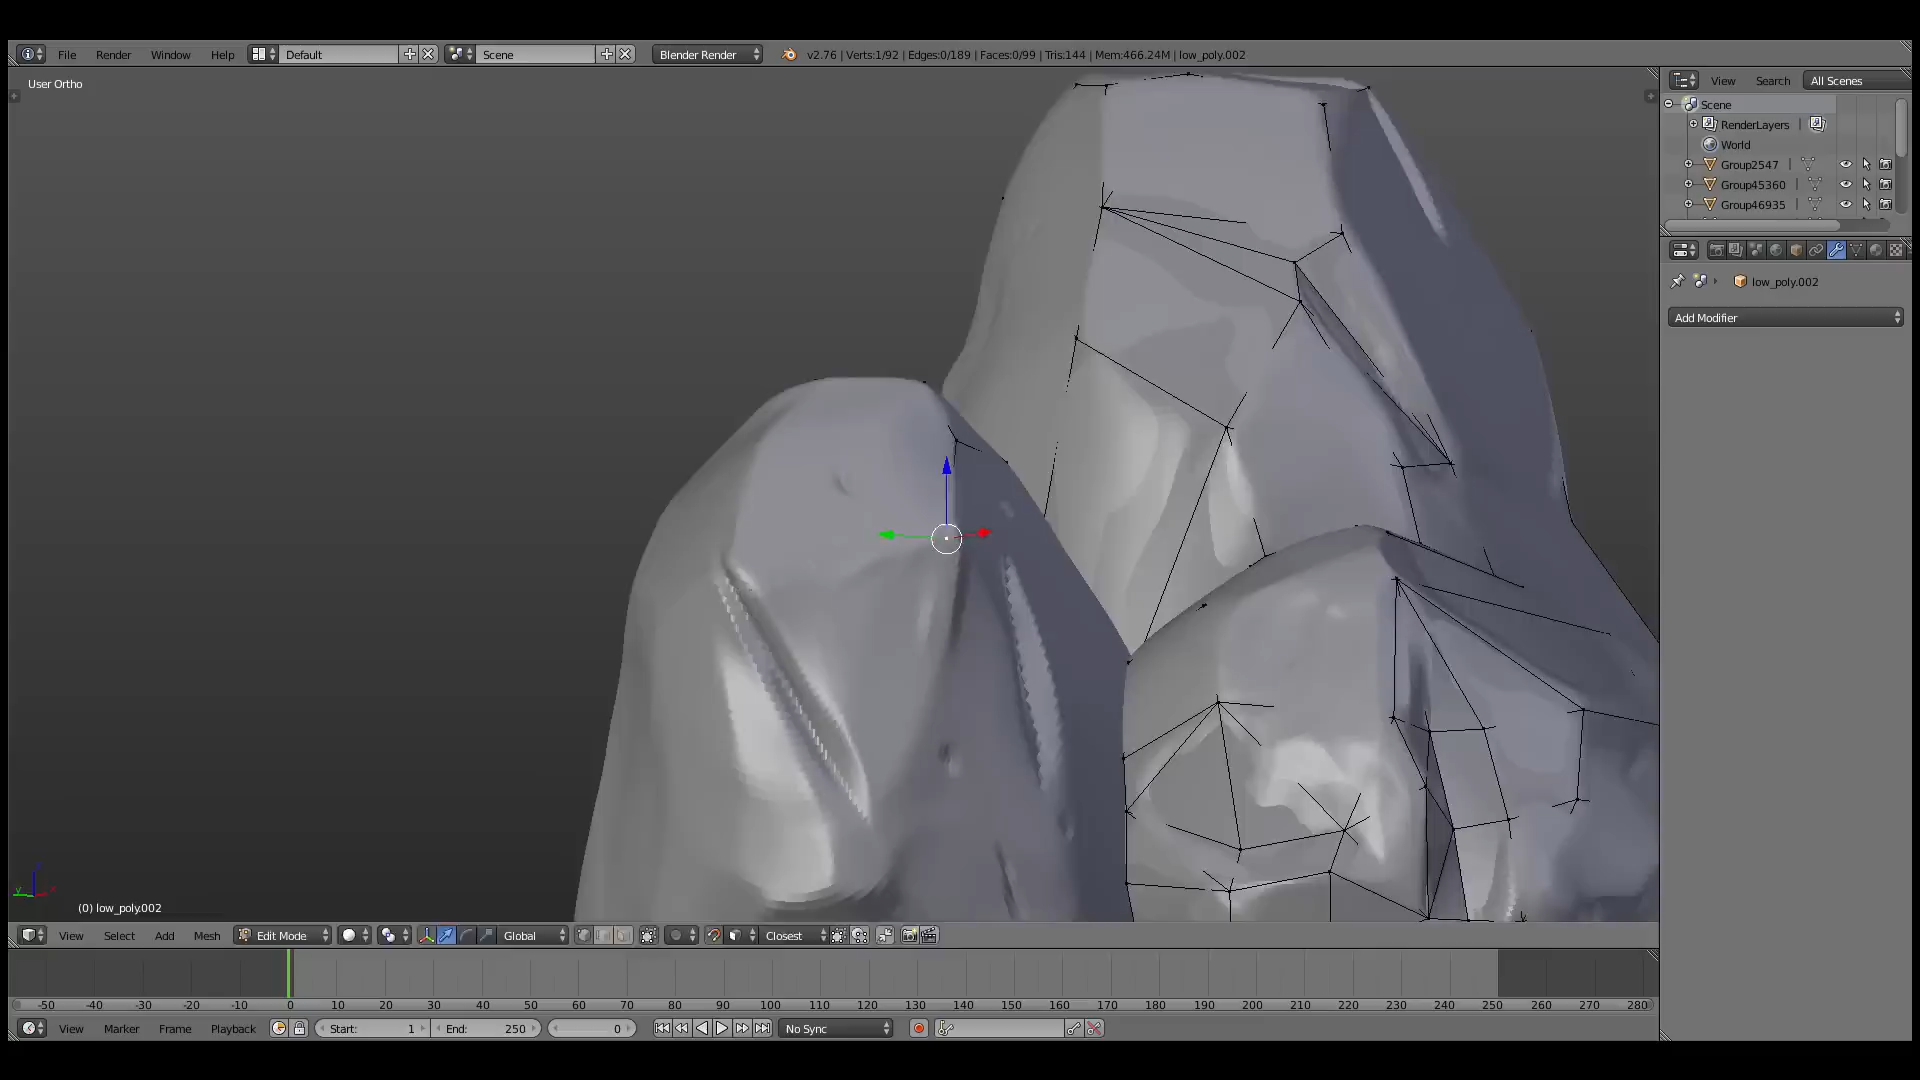 File Render Window Help Default Scene Blender Render v2.76 | Verts:1/92 | Edges:0/189 | Faces:0/99 | Tris:144 | Mem:466.24M | low_poly.002
User Ortho
View Search All Scenes
Scene
RenderLayers
World
Group2547
Group45360
Group46935
low_poly.002
Add Modifier
y
(0) low_poly.002
View Select Add Mesh Edit Mode Global Closest
-50 -40 -30 -20 -10 0 10 20 30 40 50 60 70 80 90 100 110 120 130 140 150 160 170 180 190 200 210 220 230 240 250 260 270 280
View Marker Frame Playback Start: 1 End: 250 0 No Sync